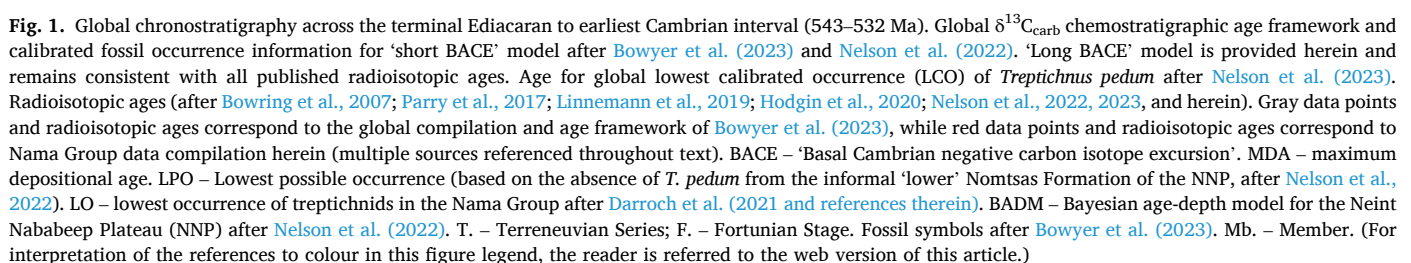 Fig. 1. Global chronostratigraphy across the terminal Ediacaran to earliest Cambrian interval (543–532 Ma). Global δ13Ccarb chemostratigraphic age framework and
calibrated fossil occurrence information for ‘short BACE’ model after Bowyer et al. (2023) and Nelson et al. (2022). ‘Long BACE’ model is provided herein and
remains consistent with all published radioisotopic ages. Age for global lowest calibrated occurrence (LCO) of Treptichnus pedum after Nelson et al. (2023).
Radioisotopic ages (after Bowring et al., 2007; Parry et al., 2017; Linnemann et al., 2019; Hodgin et al., 2020; Nelson et al., 2022, 2023, and herein). Gray data points
and radioisotopic ages correspond to the global compilation and age framework of Bowyer et al. (2023), while red data points and radioisotopic ages correspond to
Nama Group data compilation herein (multiple sources referenced throughout text). BACE – ‘Basal Cambrian negative carbon isotope excursion’. MDA – maximum
depositional age. LPO – Lowest possible occurrence (based on the absence of T. pedum from the informal ‘lower’ Nomtsas Formation of the NNP, after Nelson et al.,
2022). LO – lowest occurrence of treptichnids in the Nama Group after Darroch et al. (2021 and references therein). BADM – Bayesian age-depth model for the Neint
Nababeep Plateau (NNP) after Nelson et al. (2022). T. – Terreneuvian Series; F. – Fortunian Stage. Fossil symbols after Bowyer et al. (2023). Mb. – Member. (For
interpretation of the references to colour in this figure legend, the reader is referred to the web version of this article.)